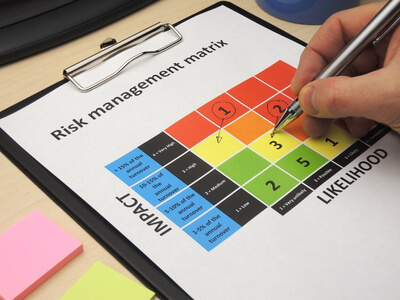 Risk management matrix
> 15% of the
annual
turnover
4 = Very High
1
10-15% of
the annual
turnover
3 = High
2
5-10% of
the annual
turnover
2 = Medium
3
1
1-5% of the
annual
turnover
1 = Low
2
5
1 = Very unlikely
2 = Possible
IMPACT
LIKELIHOOD